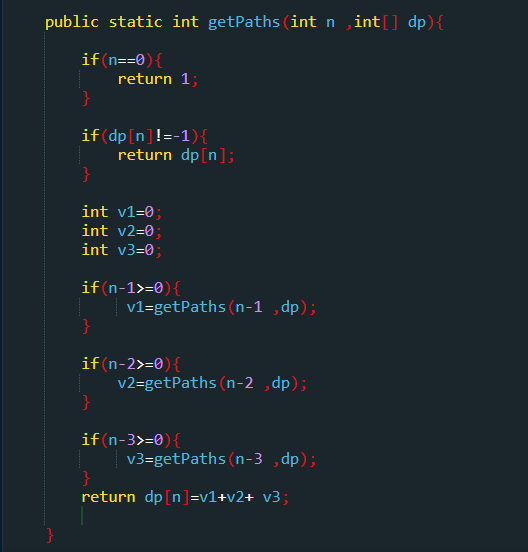 public static int getPaths(int n ,int[] dp){
if(n==0){
return 1;
}
if(dp[n]!=-1){
return dp[n];
}
int v1=0;
int v2=0;
int v3=0;
if(n-1>=0){
v1=getPaths(n-1 ,dp);
}
if(n-2>=0){
v2=getPaths(n-2 ,dp);
}
if(n-3>=0){
v3=getPaths(n-3 ,dp);
}
return dp[n]=v1+v2+ v3;
}